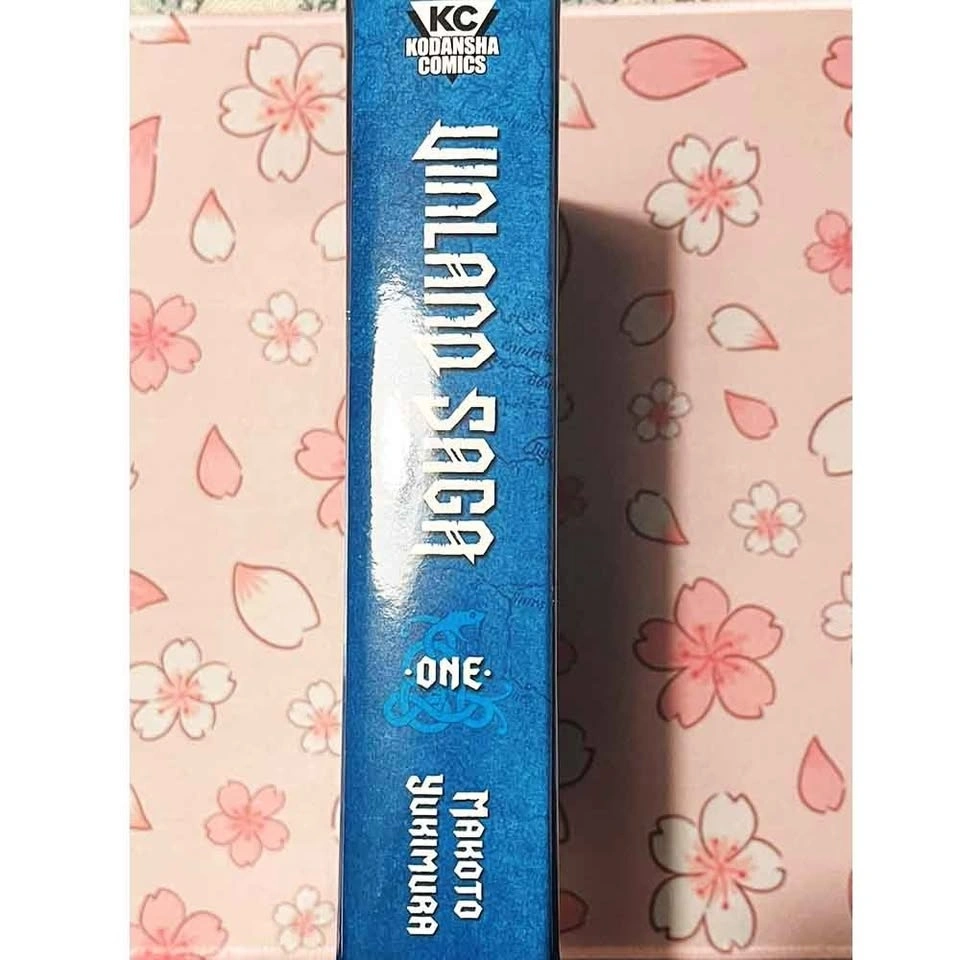 KC
KODANSHA
COMICS
VINLAND SAGA
·ONE·
MAKOTO
YUKIMURA